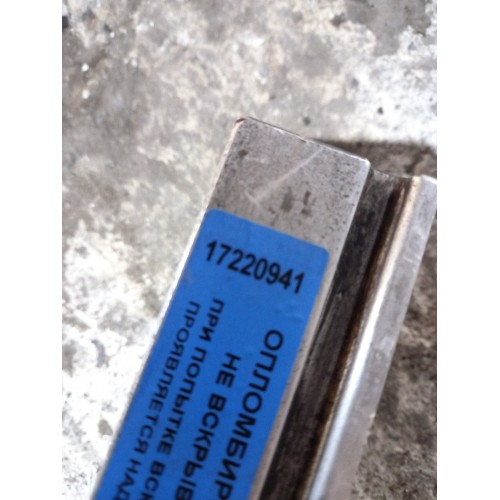 17220941
ОПЛОМБИР
НЕ ВСКРЫВ
ПРИ ПОПЫТКЕ ВСК
ПРОЯВЛЯЕТСЯ НАД